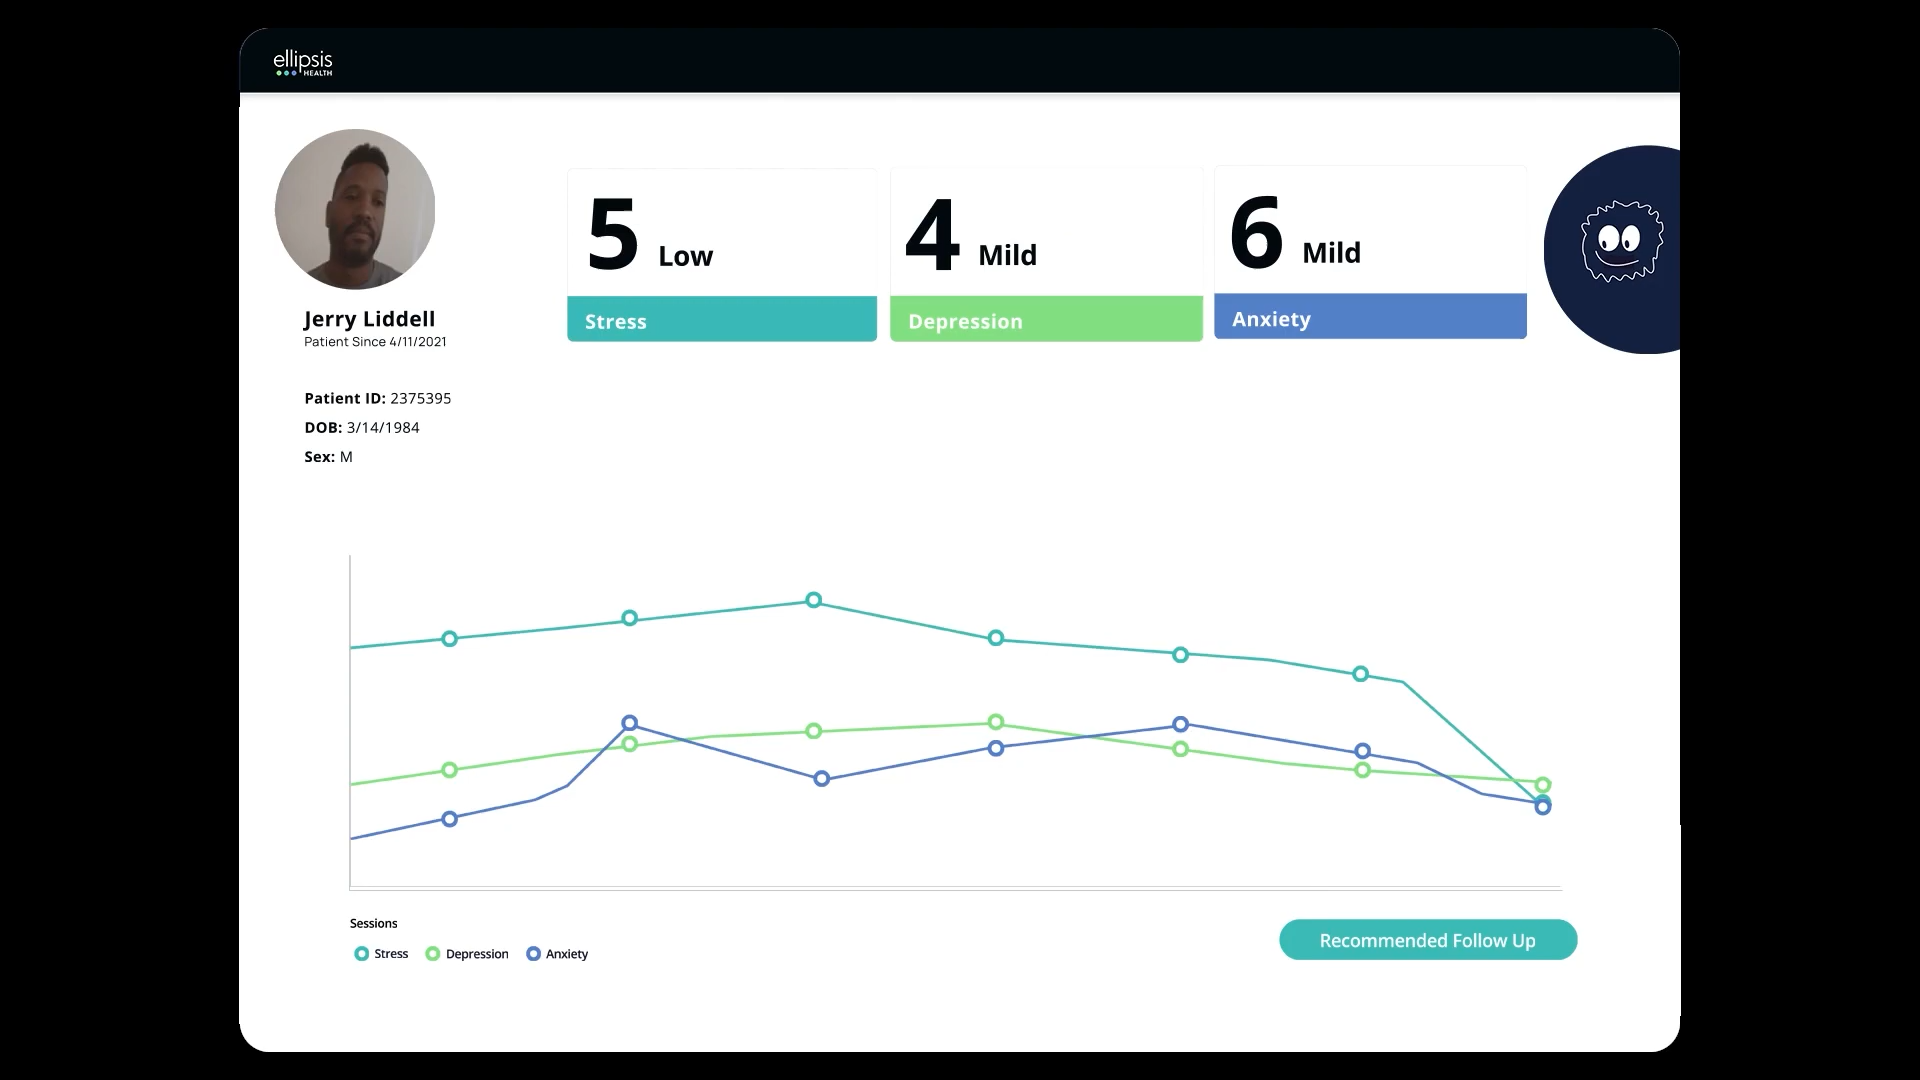 ellipsis
HEALTH
Jerry Liddell
Patient Since 4/11/2021
Patient ID: 2375395
DOB: 3/14/1984
Sex: M
5 Low
Stress
4 Mild
Depression
6 Mild
Anxiety
Sessions
Stress Depression Anxiety
Recommended Follow Up